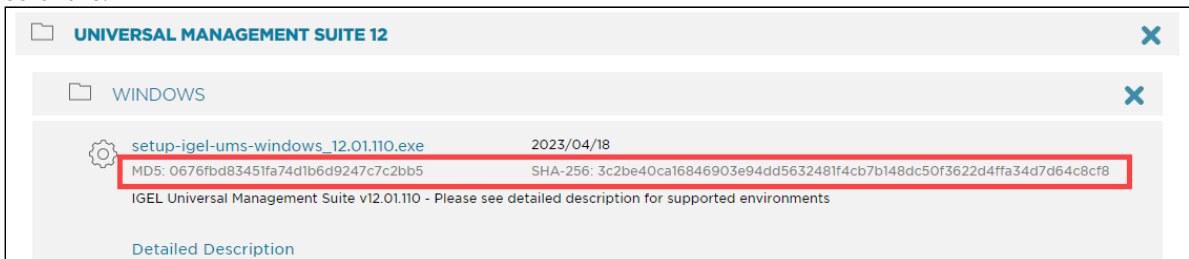 UNIVERSAL MANAGEMENT SUITE 12
WINDOWS
setup-igel-ums-windows_12.01.110.exe 2023/04/18
MD5: 0676fbd83451fa74d1b6d9247c7c2bb5 SHA-256: 3c2be40ca16846903e94dd5632481f4cb7b148dc50f3622d4ffa34d7d64c8cf8
IGEL Universal Management Suite v12.01.110 - Please see detailed description for supported environments
Detailed Description